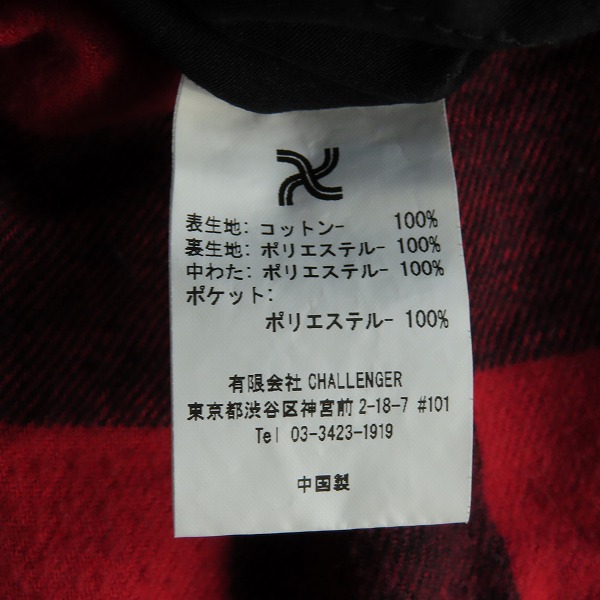 表生地: コットン- 100%
裏生地: ポリエステル- 100%
中わた: ポリエステル- 100%
ポケット:
ポリエステル- 100%
有限会社 CHALLENGER
東京都渋谷区神宮前 2-18-7 #101
Tel 03-3423-1919
中国製